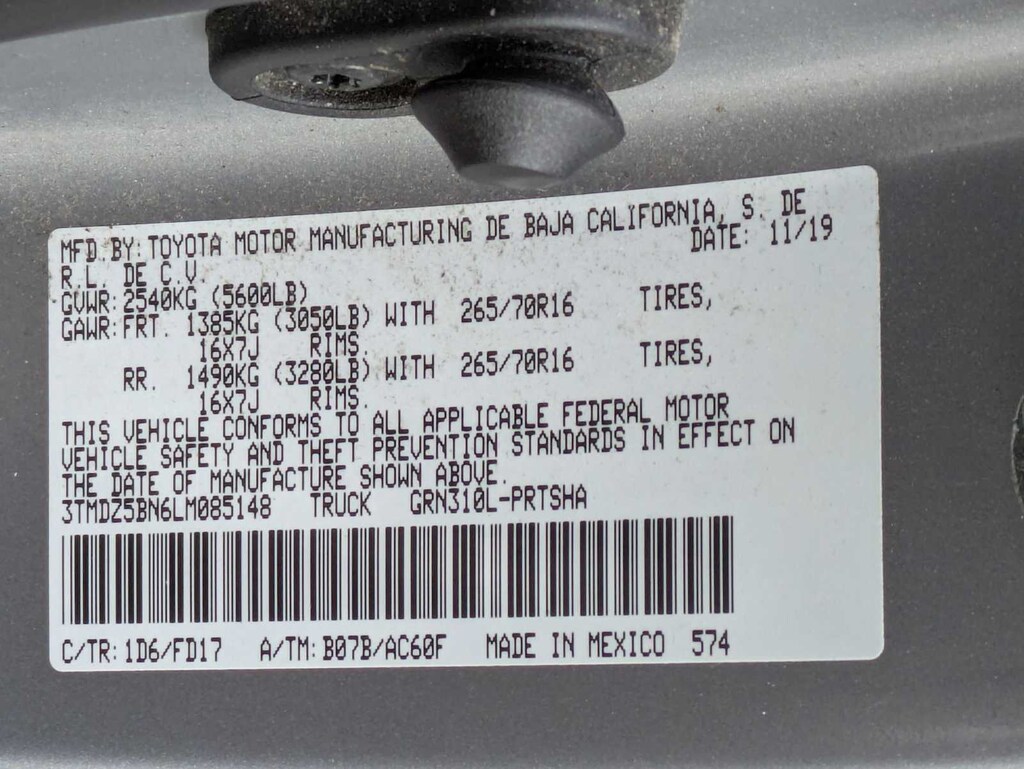 MFD.BY:TOYOTA MOTOR MANUFACTURING DE BAJA CALIFORNIA, S. DE
R.L. DE C.V. DATE: 11/19
GVWR:2540KG (5600LB)
GAWR:FRT. 1385KG (3050LB) WITH 265/70R16 TIRES,
16X7J RIMS.
RR. 1490KG (3280LB) WITH 265/70R16 TIRES,
16X7J RIMS.
THIS VEHICLE CONFORMS TO ALL APPLICABLE FEDERAL MOTOR
VEHICLE SAFETY AND THEFT PREVENTION STANDARDS IN EFFECT ON
THE DATE OF MANUFACTURE SHOWN ABOVE.
3TMDZ5BN6LM085148 TRUCK GRN310L-PRTSHA
C/TR:1D6/FD17 A/TM:B07B/AC60F MADE IN MEXICO 574